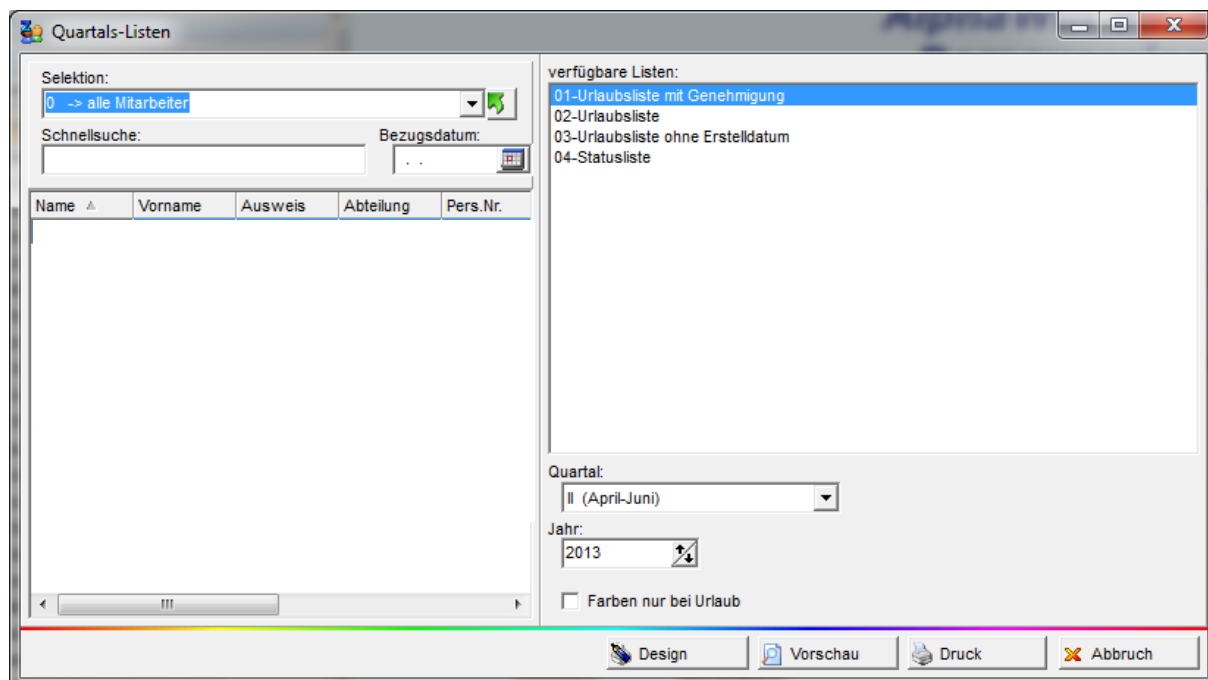 Quartals-Listen
Selektion:
0 -> alle Mitarbeiter
Schnellsuche:
Bezugsdatum:
. .
Name
Vorname
Ausweis
Abteilung
Pers.Nr.
verfügbare Listen:
01-Urlaubsliste mit Genehmigung
02-Urlaubsliste
03-Urlaubsliste ohne Erstelldatum
04-Statusliste
Quartal:
II (April-Juni)
Jahr:
2013
Farben nur bei Urlaub
Design
Vorschau
Druck
Abbruch